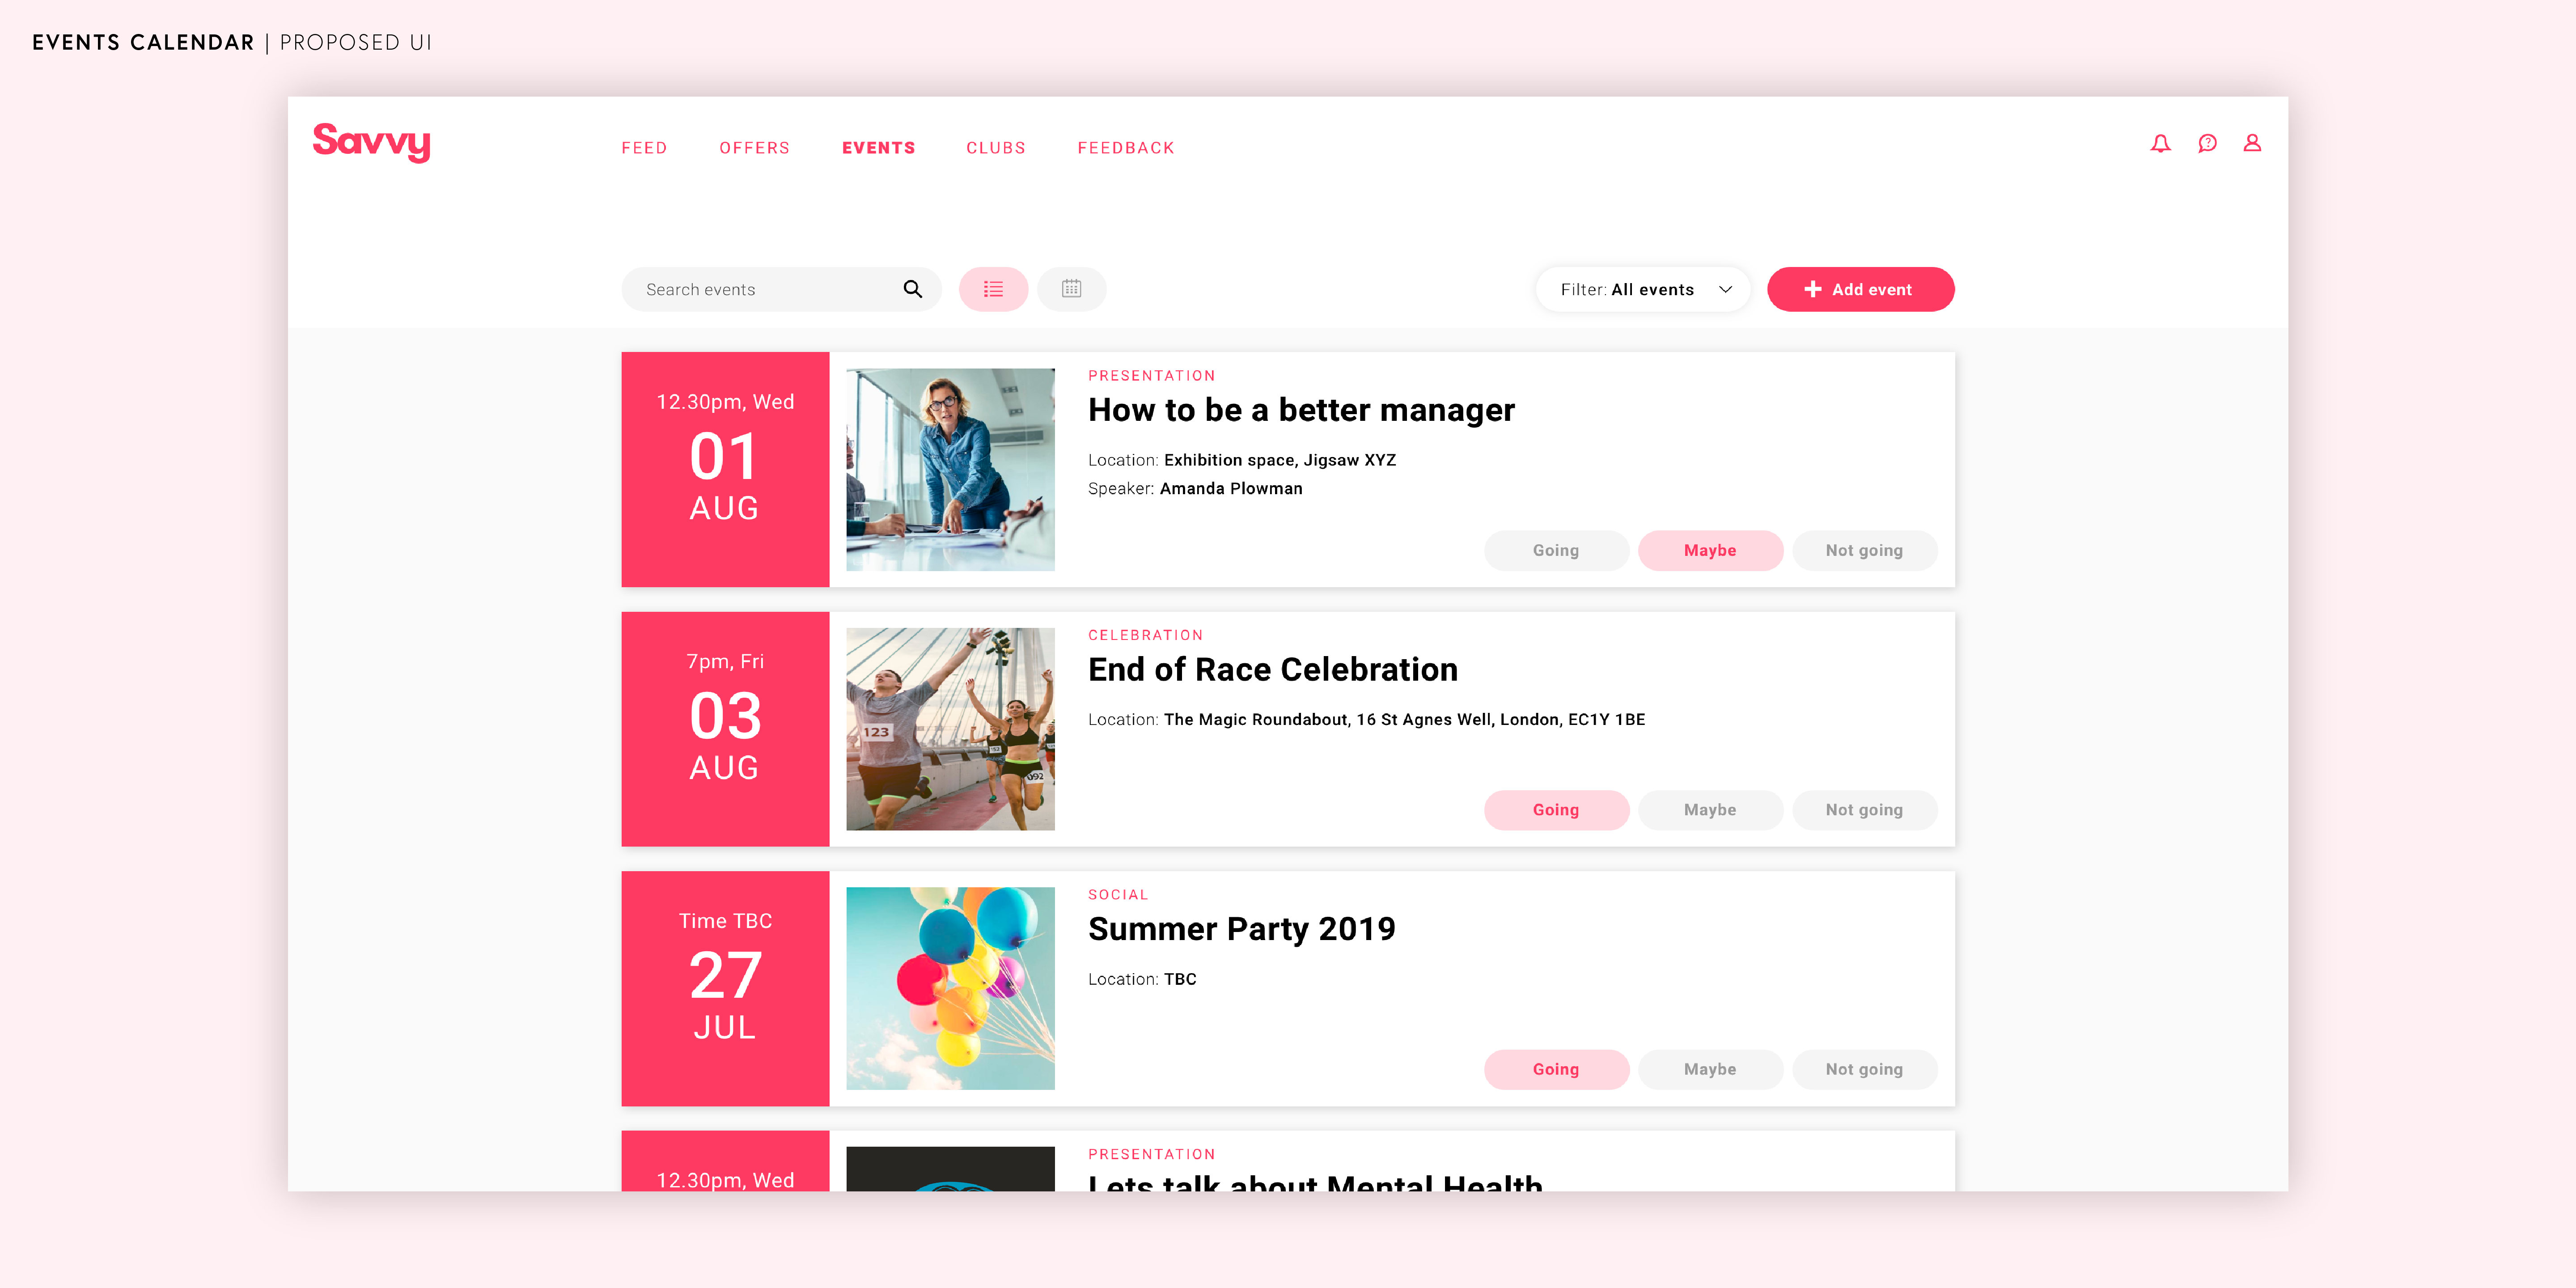 EVENTS CALENDAR | PROPOSED UI
Savvy
FEED OFFERS EVENTS CLUBS FEEDBACK
Search events
Filter: All events
Add event
12.30pm, Wed
01
AUG
PRESENTATION
How to be a better manager
Location: Exhibition space, Jigsaw XYZ
Speaker: Amanda Plowman
Going Maybe Not going
7pm, Fri
03
AUG
123
152
092
CELEBRATION
End of Race Celebration
Location: The Magic Roundabout, 16 St Agnes Well, London, EC1Y 1BE
Going Maybe Not going
Time TBC
27
JUL
SOCIAL
Summer Party 2019
Location: TBC
Going Maybe Not going
12.30pm, Wed
PRESENTATION
Lets talk about Mental Health